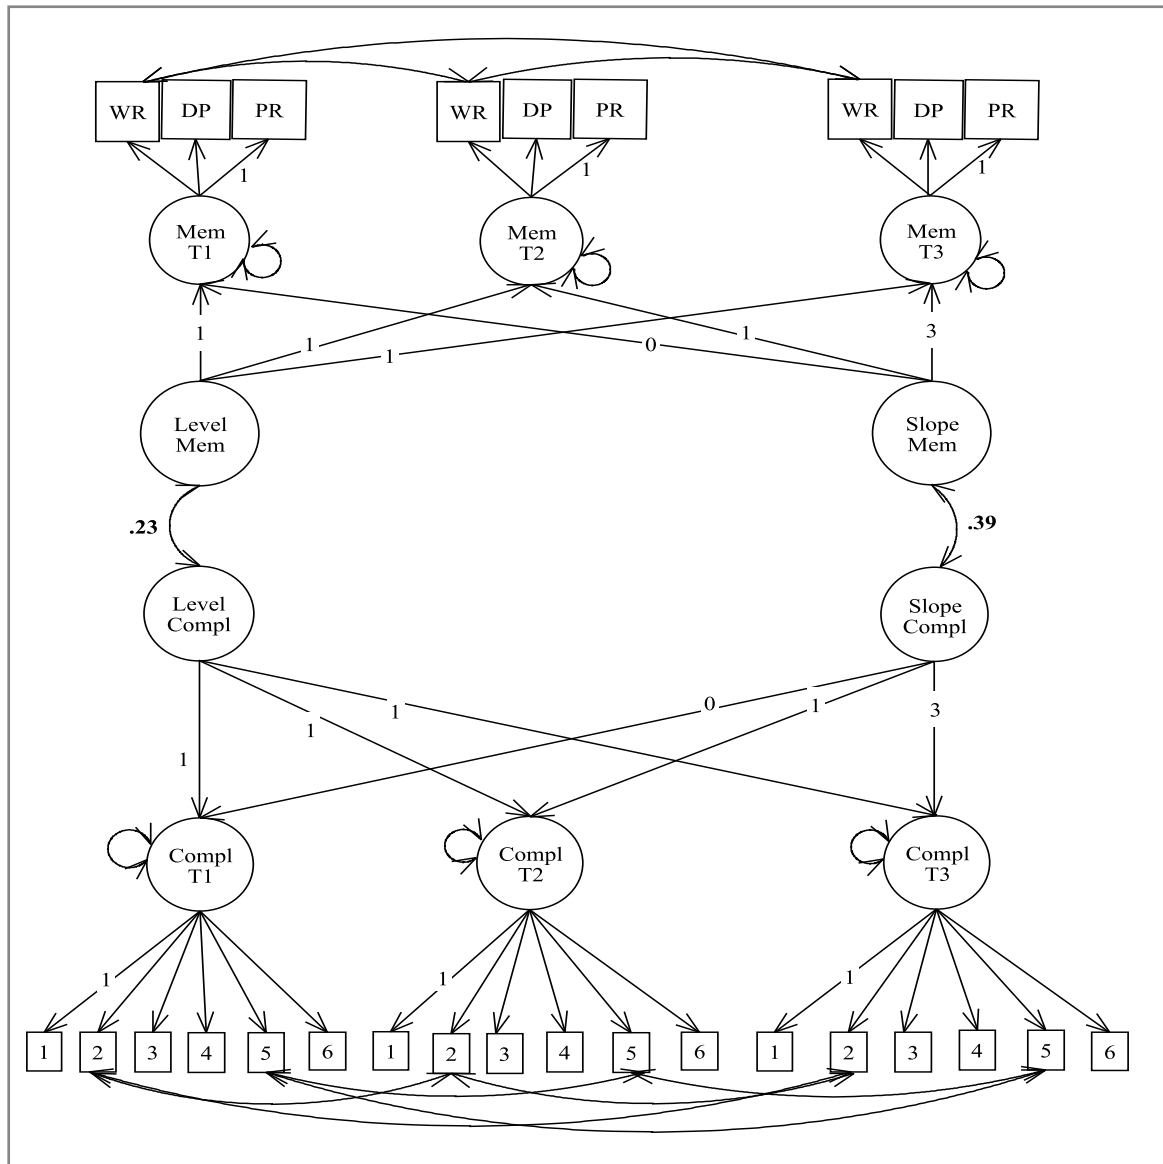 WR DP PR WR DP PR WR DP PR
1 1 1
Mem
T1
Mem
T2
Mem
T3
1 1 1 0 1 3
Level
Mem
Slope
Mem
.23 .39
Level
Compl
Slope
Compl
1 1 1 0 1 3
Compl
T1
Compl
T2
Compl
T3
1 1 1
1 2 3 4 5 6 1 2 3 4 5 6 1 2 3 4 5 6